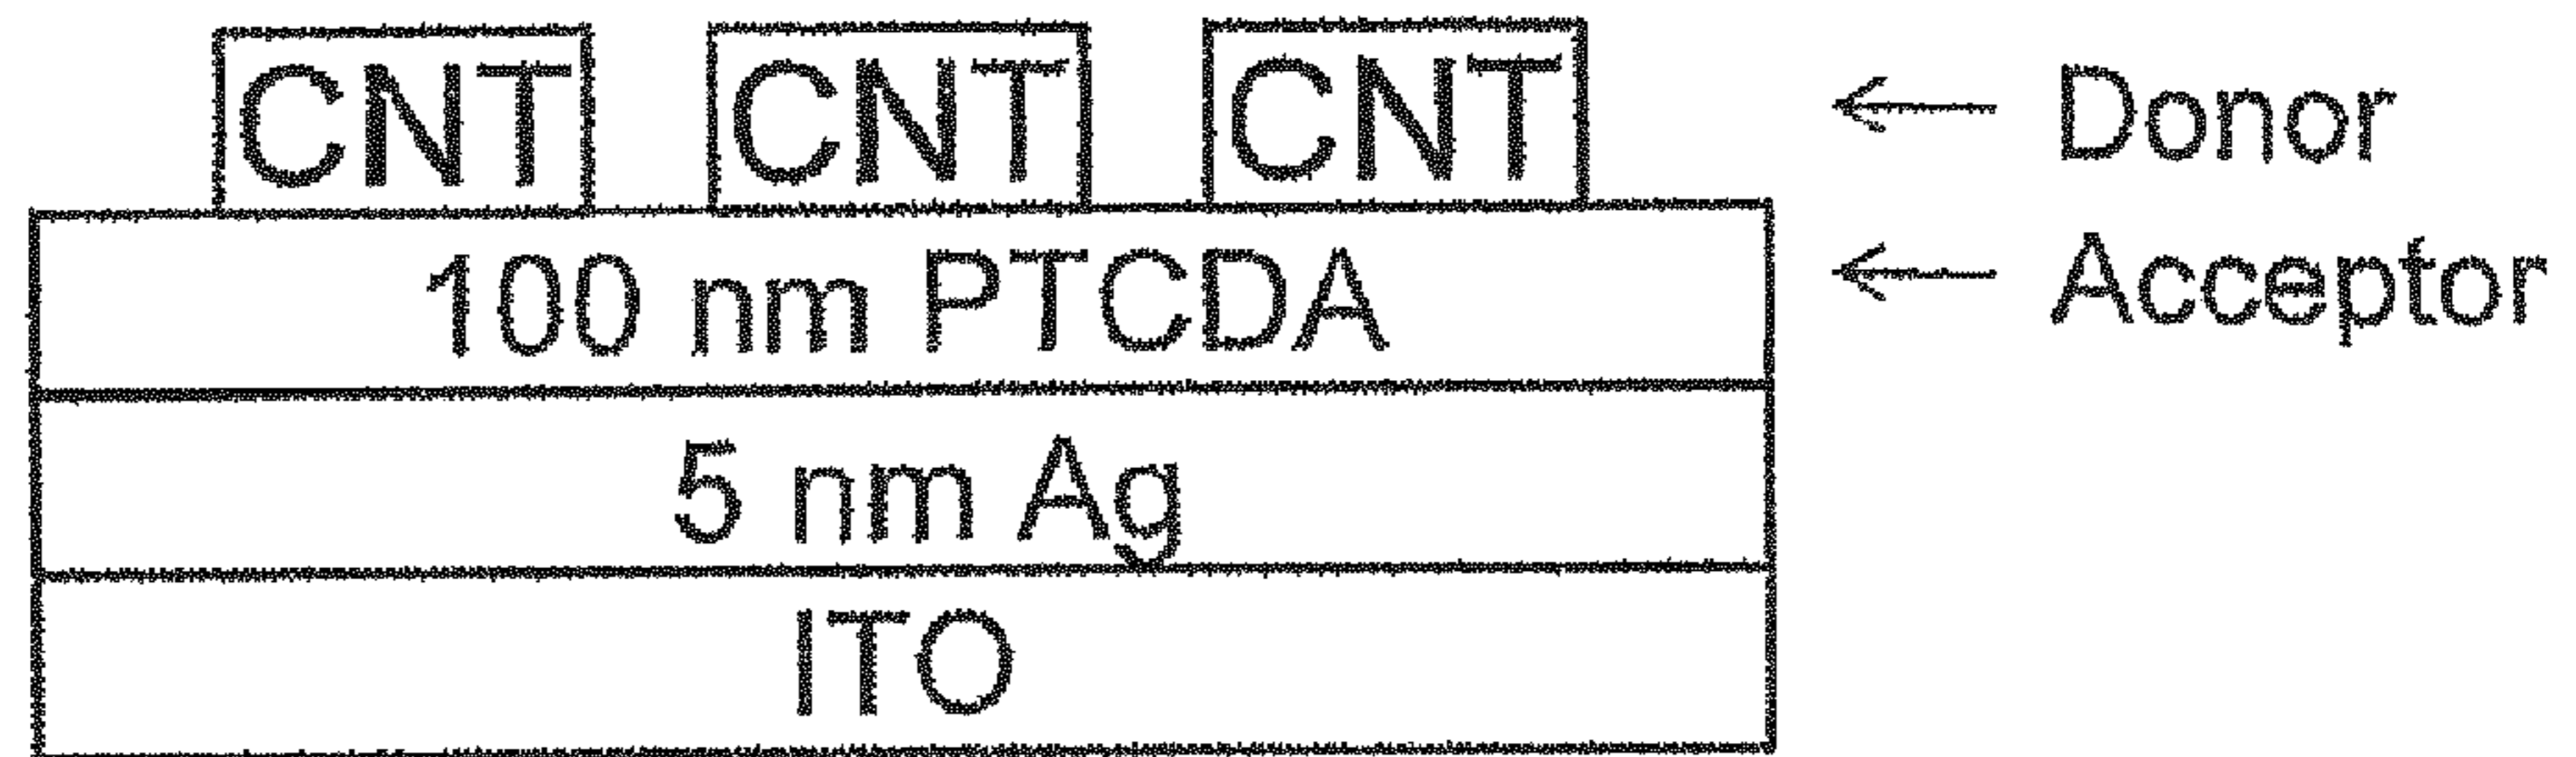 CNT CNT CNT ← Donor
100 nm PTCDA ← Acceptor
5 nm Ag
ITO